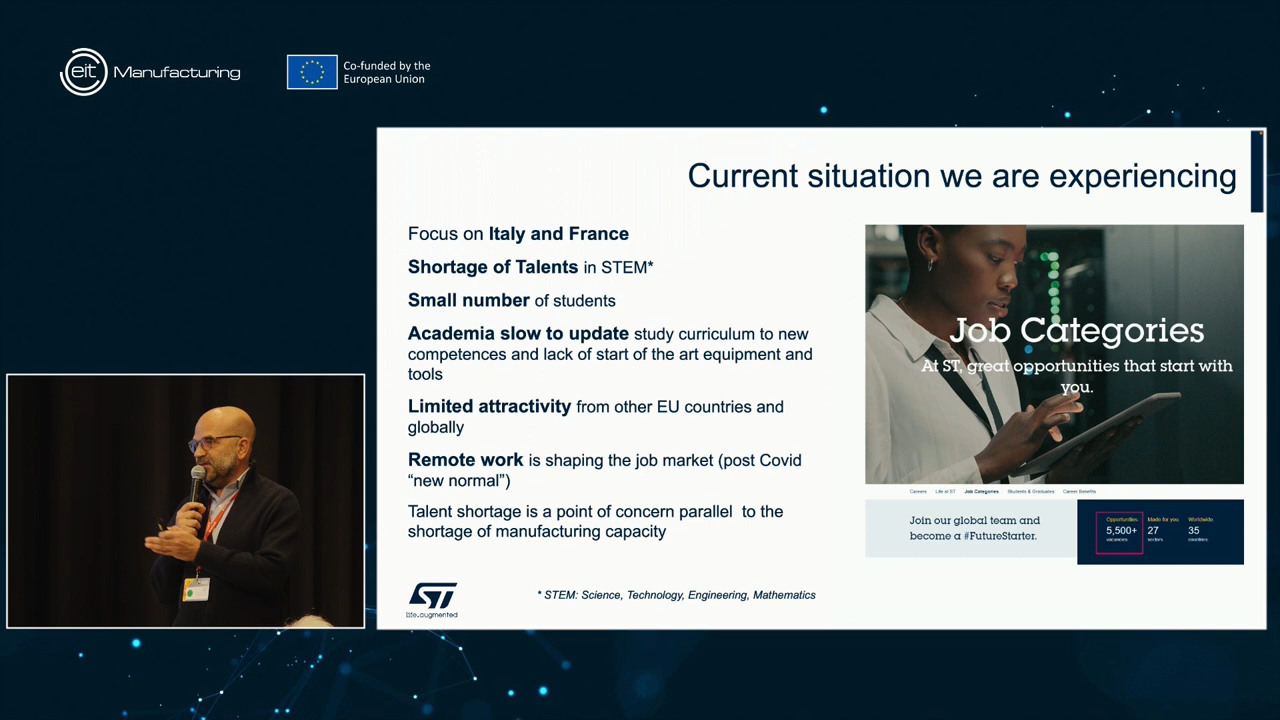 eit Manufacturing
Co-funded by the
European Union
Current situation we are experiencing
Focus on Italy and France
Shortage of Talents in STEM*
Small number of students
Academia slow to update study curriculum to new
competences and lack of start of the art equipment and
tools
Limited attractivity from other EU countries and
globally
Remote work is shaping the job market (post Covid
“new normal”)
Talent shortage is a point of concern parallel to the
shortage of manufacturing capacity
Job Categories
At ST, great opportunities that start with
you.
Careers Life at ST Job Categories Students & Graduates Career Benefits
Join our global team and
become a #FutureStarter.
Opportunities Made for you Worldwide
5,500+ 27 35
vacancies sectors countries
ST
life.augmented
* STEM: Science, Technology, Engineering, Mathematics